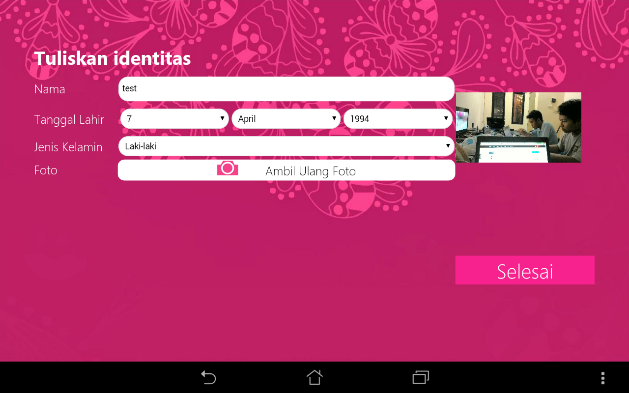 Tuliskan identitas
Nama
test
Tanggal Lahir
7
April
1994
Jenis Kelamin
Laki-laki
Foto
Ambil Ulang Foto
Selesai